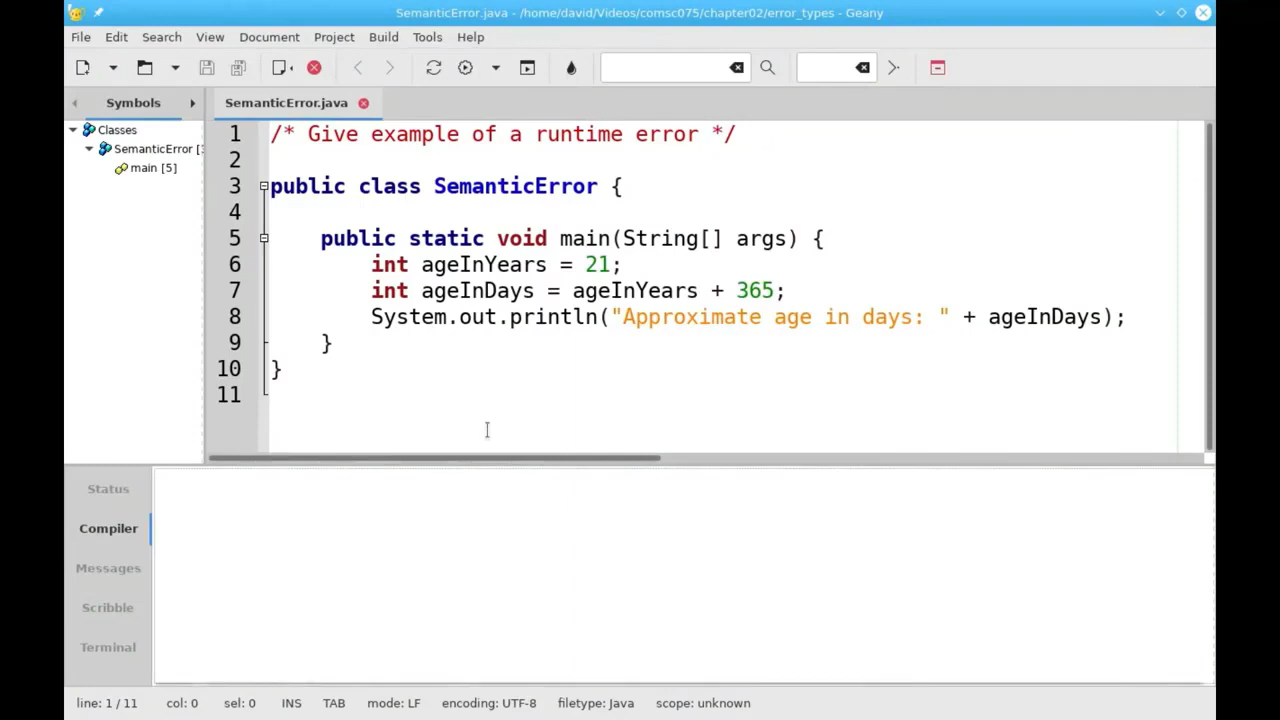 SemanticError.java - /home/david/Videos/comsc075/chapter02/error_types - Geany
File Edit Search View Document Project Build Tools Help
Symbols
SemanticError.java
Classes
SemanticError [
main [5]
1 /* Give example of a runtime error */
2
3 public class SemanticError {
4
5 public static void main(String[] args) {
6 int ageInYears = 21;
7 int ageInDays = ageInYears + 365;
8 System.out.println("Approximate age in days: " + ageInDays);
9 }
10 }
11
Status
Compiler
Messages
Scribble
Terminal
line: 1 / 11 col: 0 sel: 0 INS TAB mode: LF encoding: UTF-8 filetype: Java scope: unknown